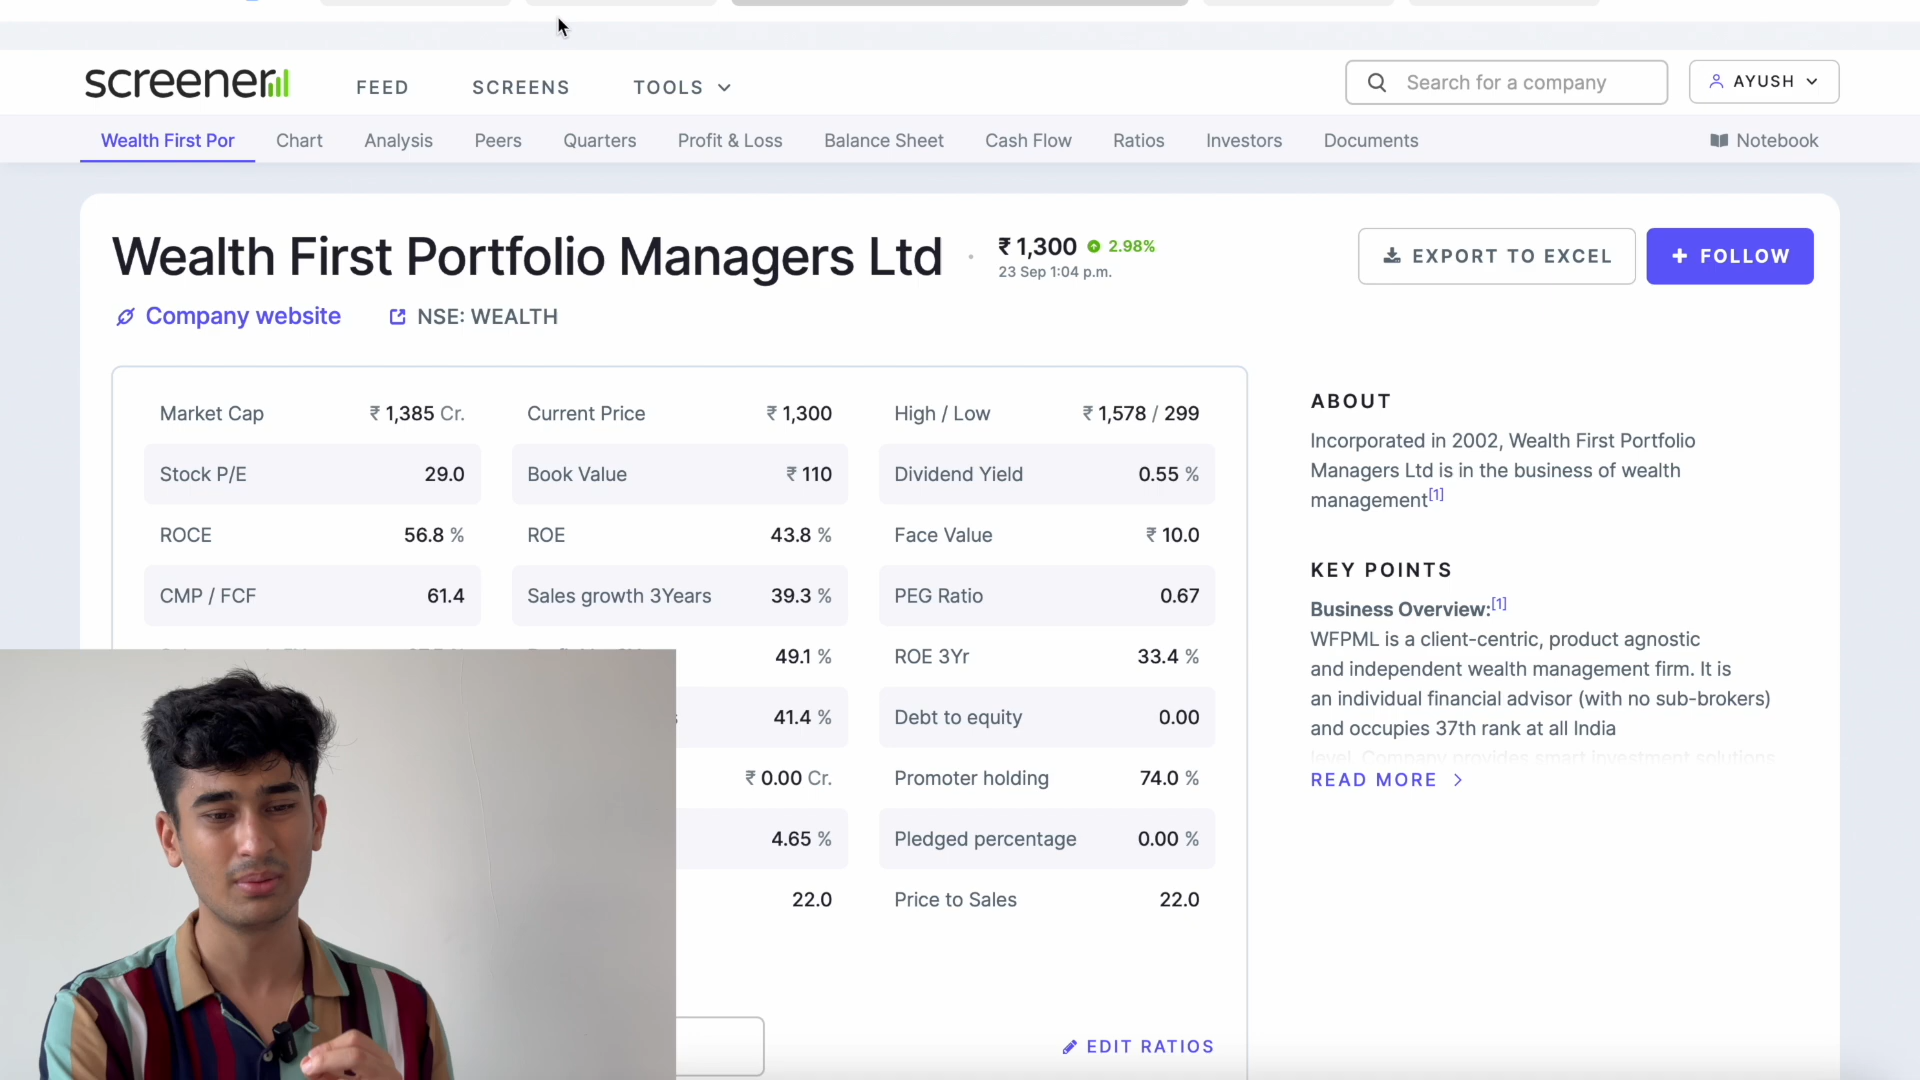 screener
FEED
SCREENS
TOOLS
Search for a company
AYUSH
Wealth First Por
Chart
Analysis
Peers
Quarters
Profit & Loss
Balance Sheet
Cash Flow
Ratios
Investors
Documents
Notebook
Wealth First Portfolio Managers Ltd
₹ 1,300 2.98%
23 Sep 1:04 p.m.
EXPORT TO EXCEL
+ FOLLOW
Company website
NSE: WEALTH
Market Cap ₹ 1,385 Cr.
Current Price ₹ 1,300
High / Low ₹ 1,578 / 299
Stock P/E 29.0
Book Value ₹ 110
Dividend Yield 0.55 %
ROCE 56.8 %
ROE 43.8 %
Face Value ₹ 10.0
CMP / FCF 61.4
Sales growth 3Years 39.3 %
PEG Ratio 0.67
49.1 %
ROE 3Yr 33.4 %
41.4 %
Debt to equity 0.00
₹ 0.00 Cr.
Promoter holding 74.0 %
4.65 %
Pledged percentage 0.00 %
22.0
Price to Sales 22.0
EDIT RATIOS
ABOUT
Incorporated in 2002, Wealth First Portfolio
Managers Ltd is in the business of wealth
management[1]
KEY POINTS
Business Overview:[1]
WFPML is a client-centric, product agnostic
and independent wealth management firm. It is
an individual financial advisor (with no sub-brokers)
and occupies 37th rank at all India
level. Company provides smart investment solutions
READ MORE